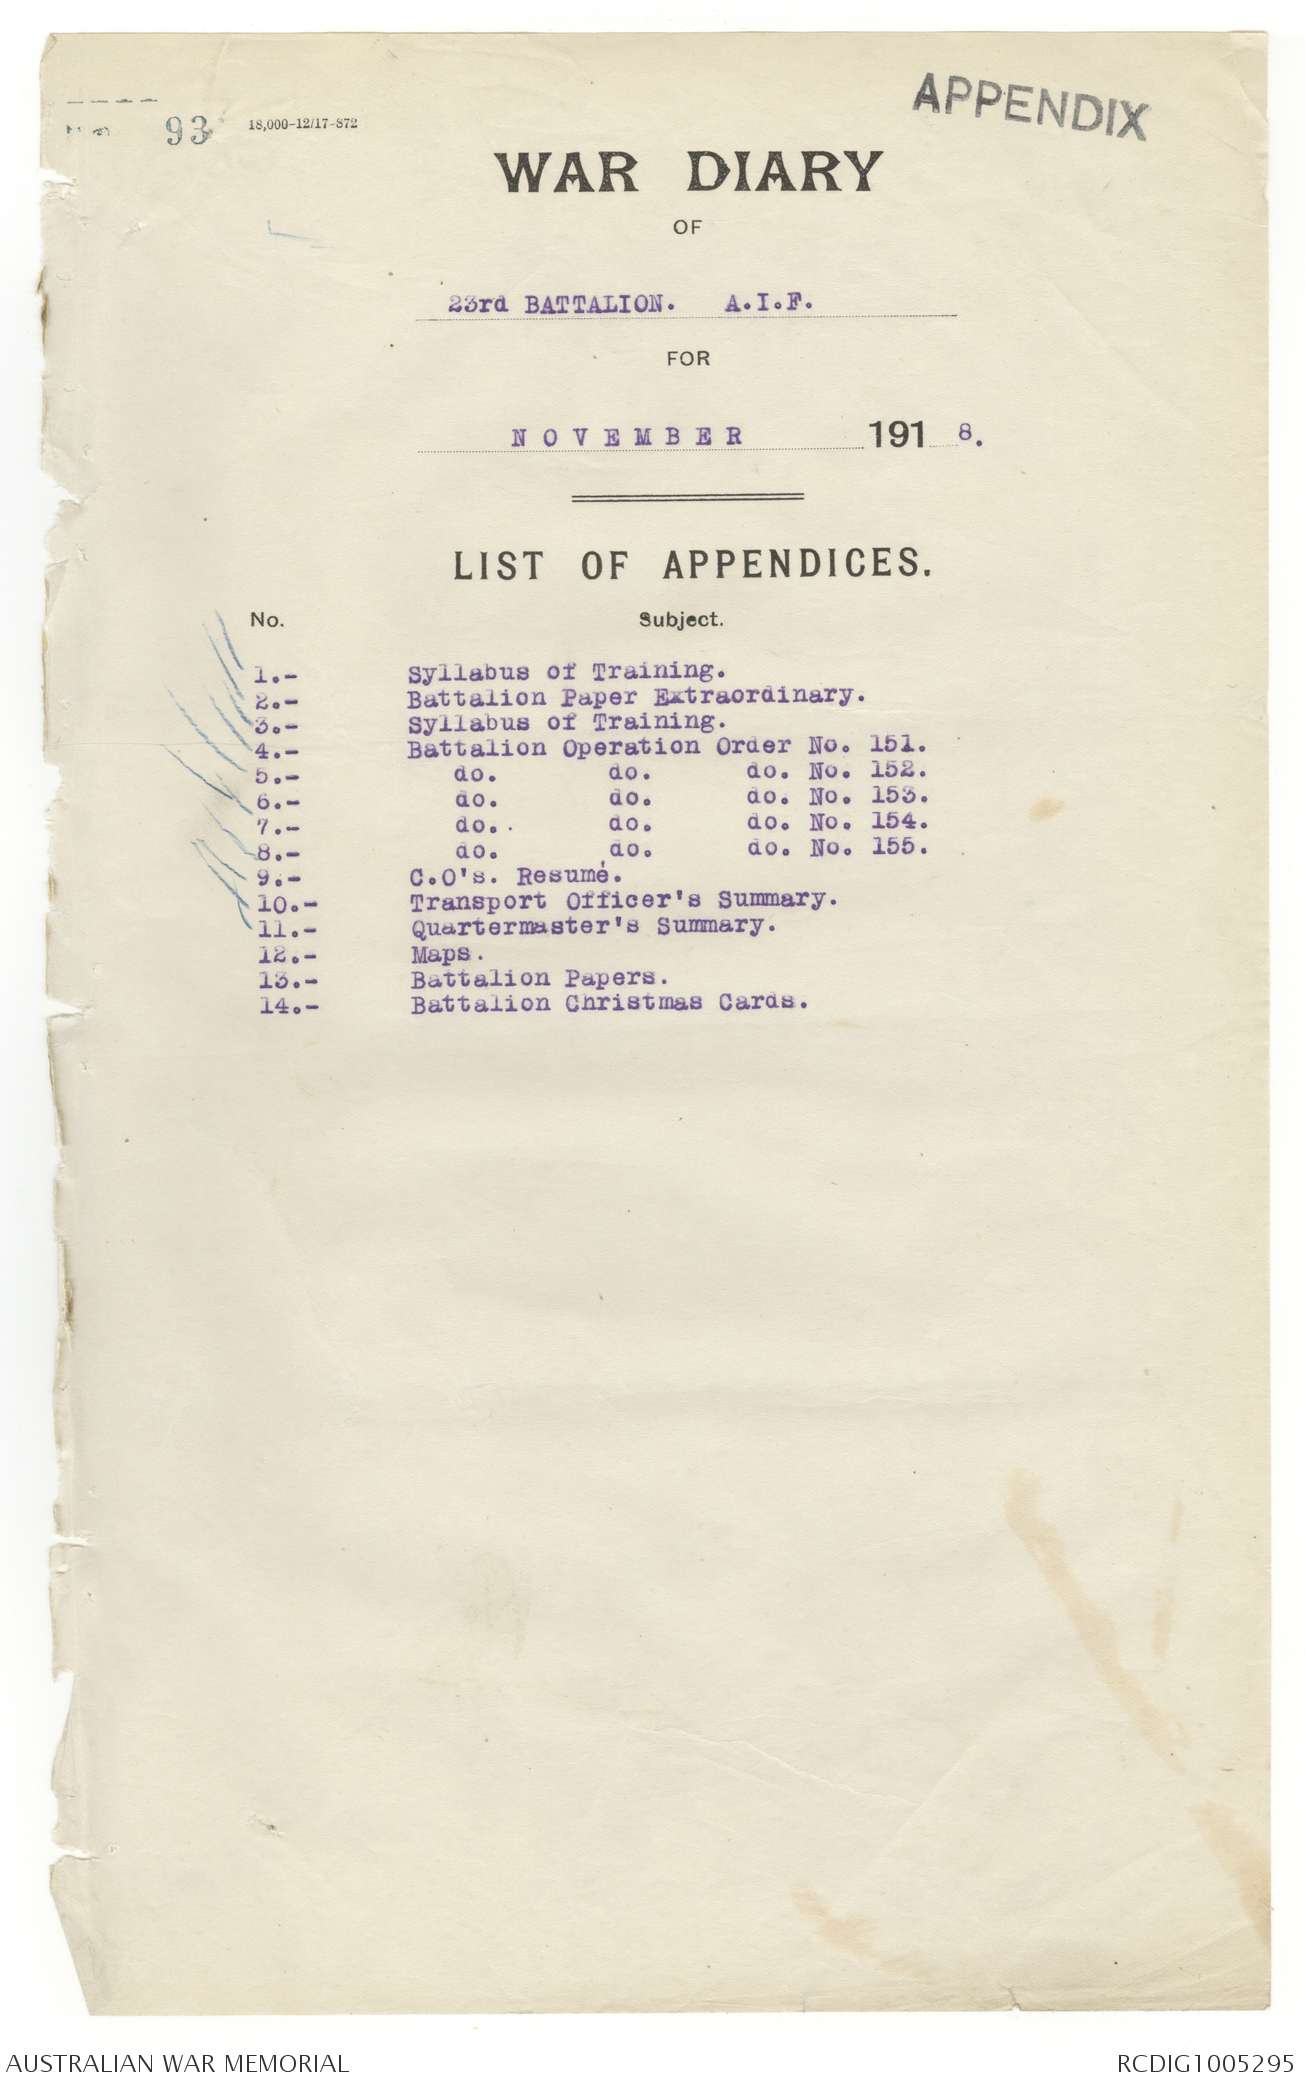 APPENDIX
93 18,000-12/17-872
WAR DIARY
OF
23rd BATTALION. A.I.F.
FOR
NOVEMBER 1918.
LIST OF APPENDICES.
No. Subject.
1.- Syllabus of Training.
2.- Battalion Paper Extraordinary.
3.- Syllabus of Training.
4.- Battalion Operation Order No. 151.
5.- do. do. do. No. 152.
6.- do. do. do. No. 153.
7.- do. do. do. No. 154.
8.- do. do. do. No. 155.
9.- C.O's. Resumé.
10.- Transport Officer's Summary.
11.- Quartermaster's Summary.
12.- Maps.
13.- Battalion Papers.
14.- Battalion Christmas Cards.
AUSTRALIAN WAR MEMORIAL RCDIG1005295